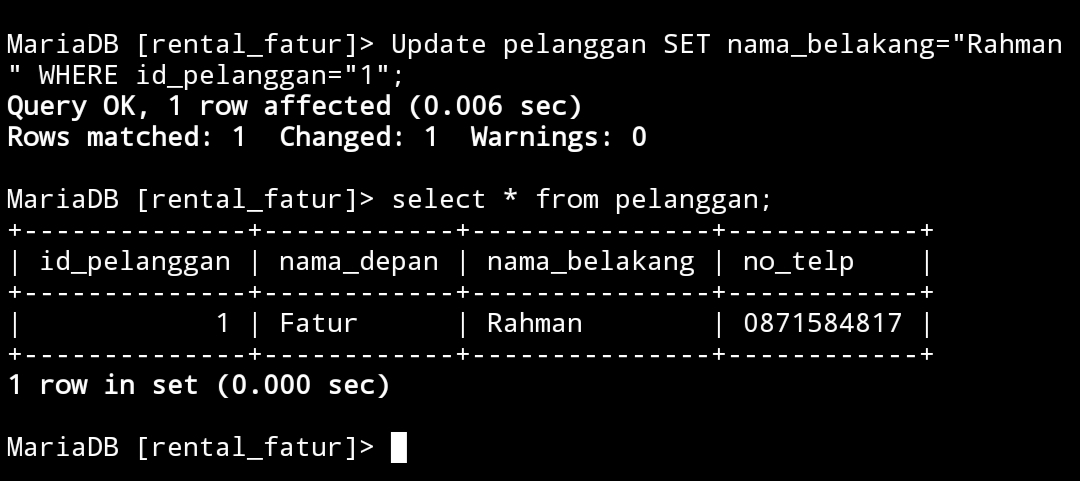 MariaDB [rental_fatur]> Update pelanggan SET nama_belakang="Rahman
" WHERE id_pelanggan="1";
Query OK, 1 row affected (0.006 sec)
Rows matched: 1  Changed: 1  Warnings: 0

MariaDB [rental_fatur]> select * from pelanggan;
+--------------+------------+---------------+------------+
| id_pelanggan | nama_depan | nama_belakang | no_telp    |
+--------------+------------+---------------+------------+
|            1 | Fatur      | Rahman        | 0871584817 |
+--------------+------------+---------------+------------+
1 row in set (0.000 sec)

MariaDB [rental_fatur]>